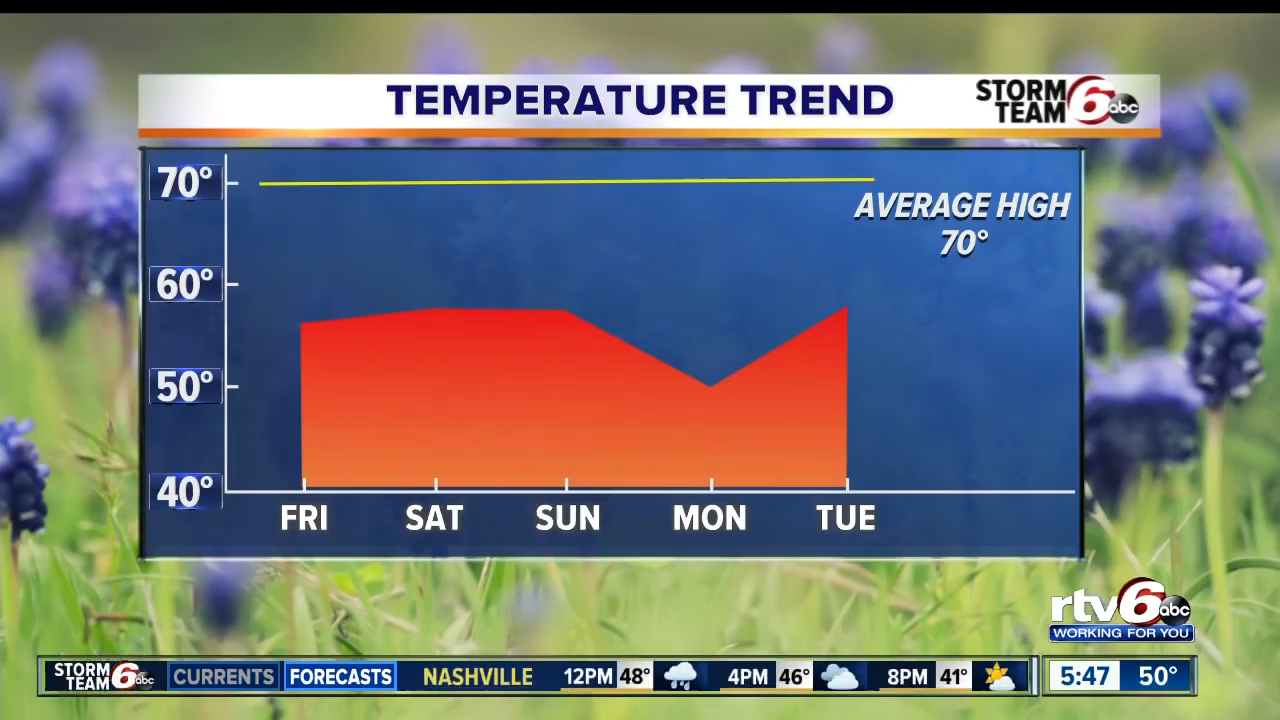 TEMPERATURE TREND
STORM TEAM 6 abc
70°
60°
50°
40°
AVERAGE HIGH
70°
FRI SAT SUN MON TUE
rtv6 abc
WORKING FOR YOU
STORM TEAM 6 abc CURRENTS FORECASTS NASHVILLE 12PM 48° 4PM 46° 8PM 41° 5:47 50°